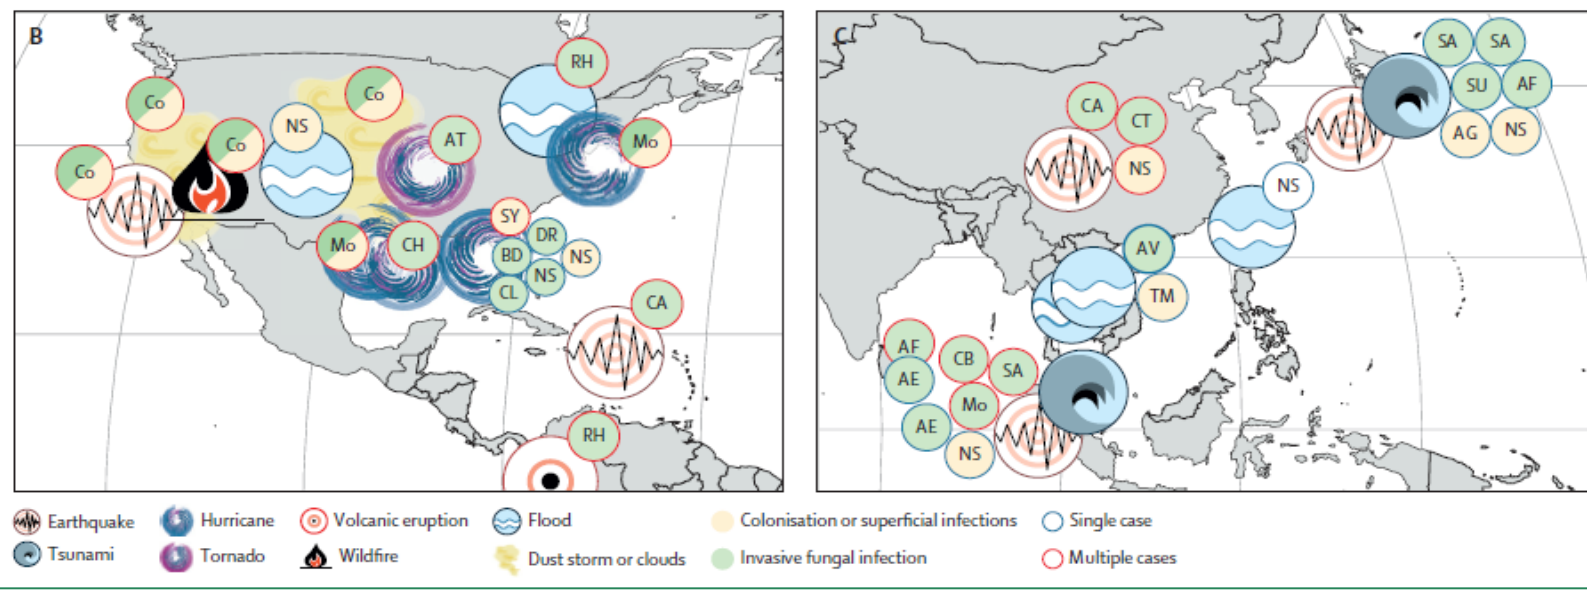 B
RH
Co
Co
NS
Co
AT
Mo
Co
SY
DR
Mo
CH
BD
NS
NS
CL
CA
RH
C
SA
SA
SU
AF
CA
CT
AG
NS
NS
NS
AV
TM
AF
CB
SA
AE
Mo
AE
NS
Earthquake
Hurricane
Volcanic eruption
Flood
Colonisation or superficial infections
Single case
Tsunami
Tornado
Wildfire
Dust storm or clouds
Invasive fungal infection
Multiple cases